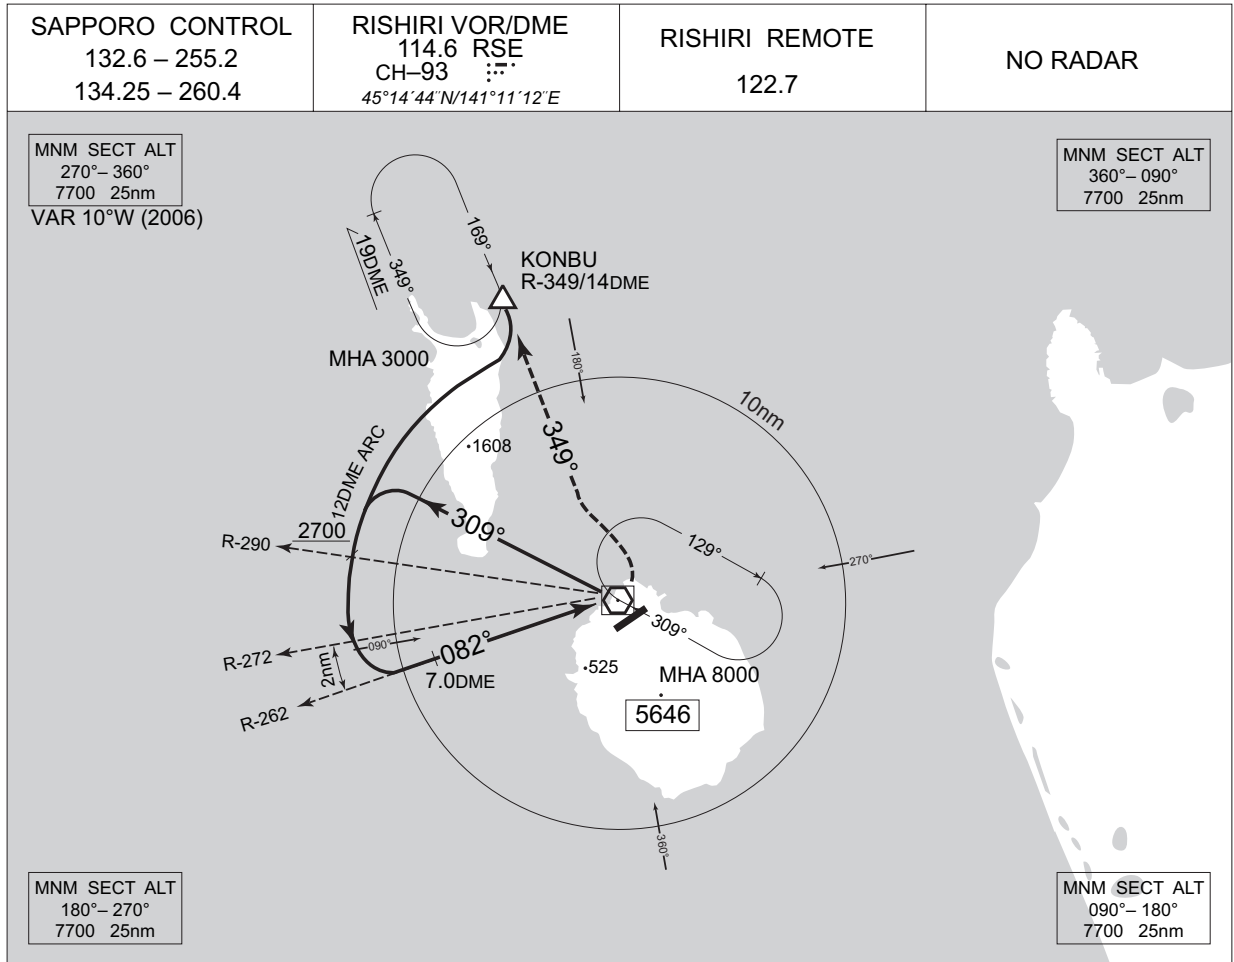 SAPPORO CONTROL
132.6 – 255.2
134.25 – 260.4
RISHIRI VOR/DME
114.6 RSE
CH–93
45°14´44˝N/141°11´12˝E
RISHIRI REMOTE
122.7
NO RADAR
MNM SECT ALT
270°– 360°
7700 25nm
VAR 10°W (2006)
MNM SECT ALT
360°– 090°
7700 25nm
169°
349°
19DME
KONBU
R-349/14DME
MHA 3000
180°
10nm
349°
1608
12DME ARC
309°
2700
R-290
129°
270°
309°
090°
082°
R-272
2nm
7.0DME
R-262
525
MHA 8000
5646
360°
MNM SECT ALT
180°– 270°
7700 25nm
MNM SECT ALT
090°– 180°
7700 25nm